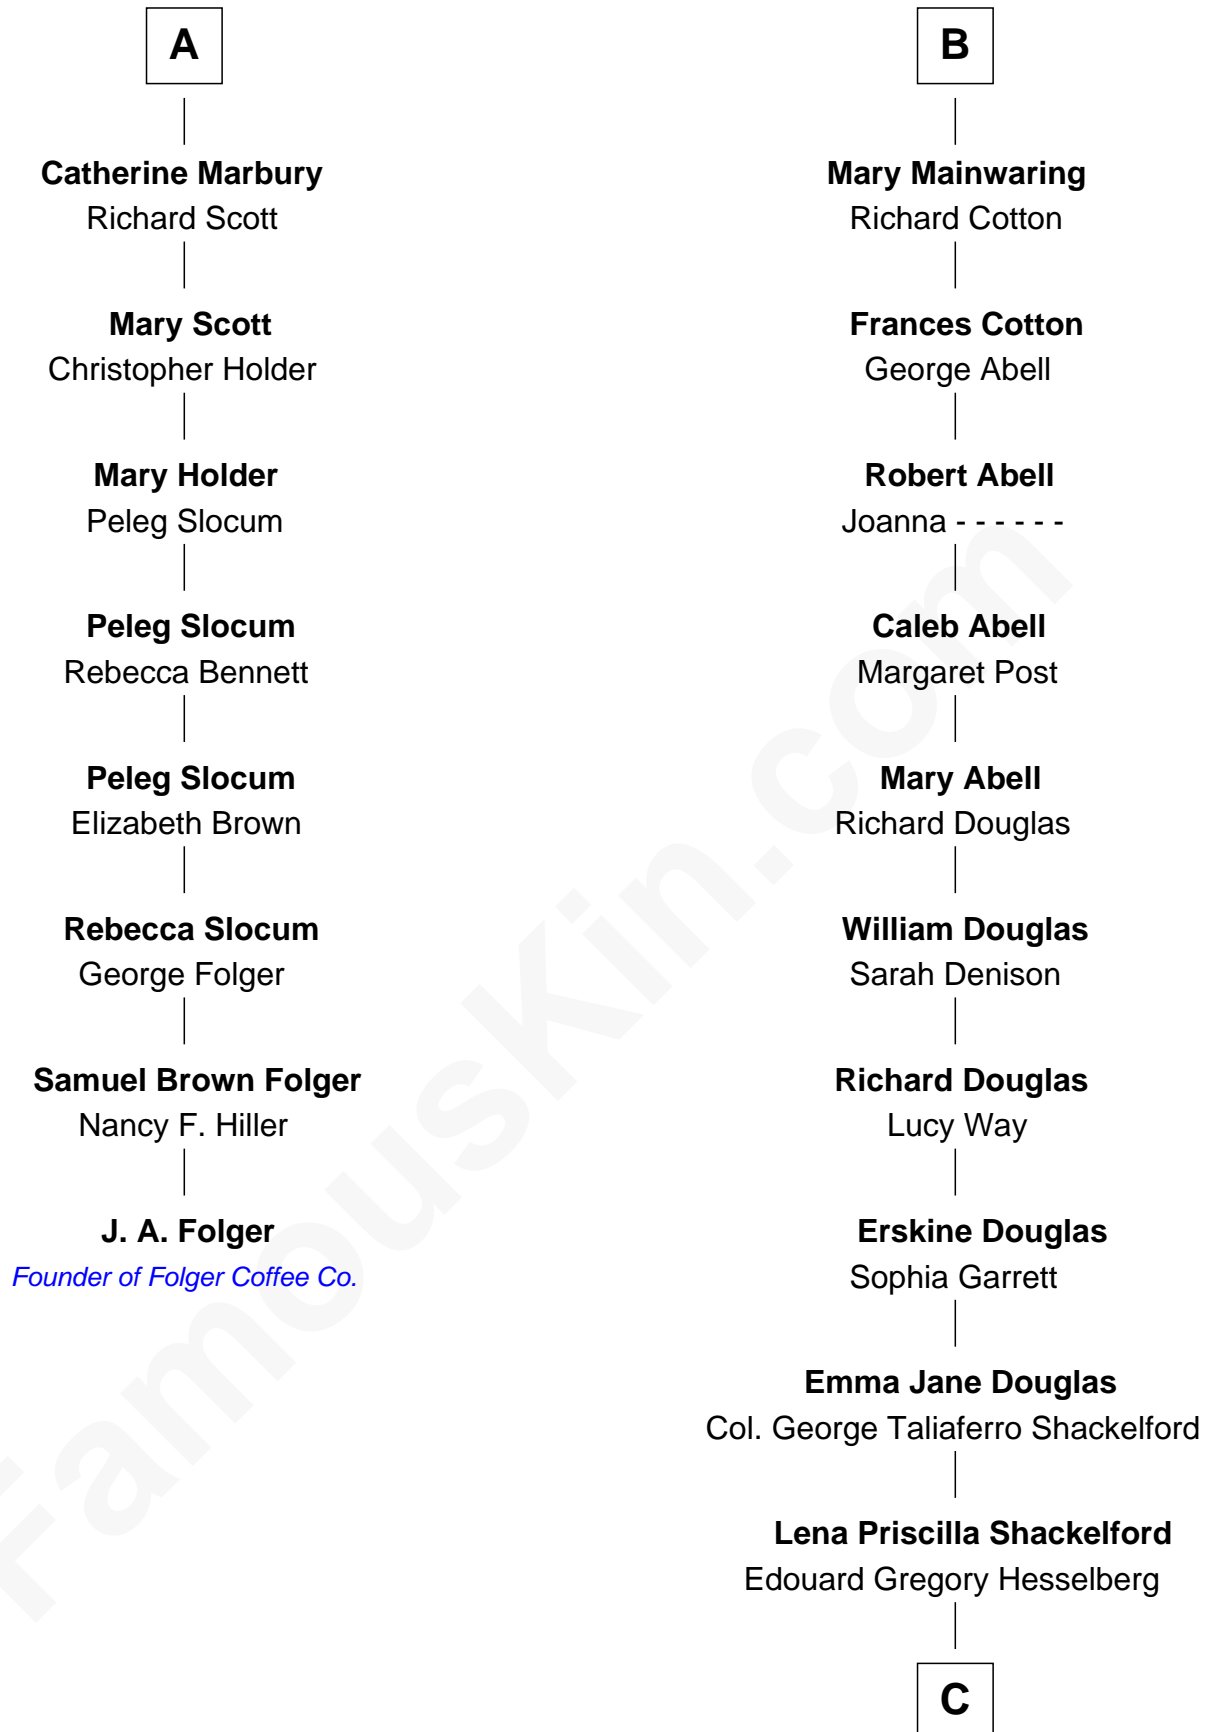 A
Catherine Marbury
Richard Scott
Mary Scott
Christopher Holder
Mary Holder
Peleg Slocum
Peleg Slocum
Rebecca Bennett
Peleg Slocum
Elizabeth Brown
Rebecca Slocum
George Folger
Samuel Brown Folger
Nancy F. Hiller
J. A. Folger
Founder of Folger Coffee Co.
B
Mary Mainwaring
Richard Cotton
Frances Cotton
George Abell
Robert Abell
Joanna - - - - - -
Caleb Abell
Margaret Post
Mary Abell
Richard Douglas
William Douglas
Sarah Denison
Richard Douglas
Lucy Way
Erskine Douglas
Sophia Garrett
Emma Jane Douglas
Col. George Taliaferro Shackelford
Lena Priscilla Shackelford
Edouard Gregory Hesselberg
C
FamousKin.com